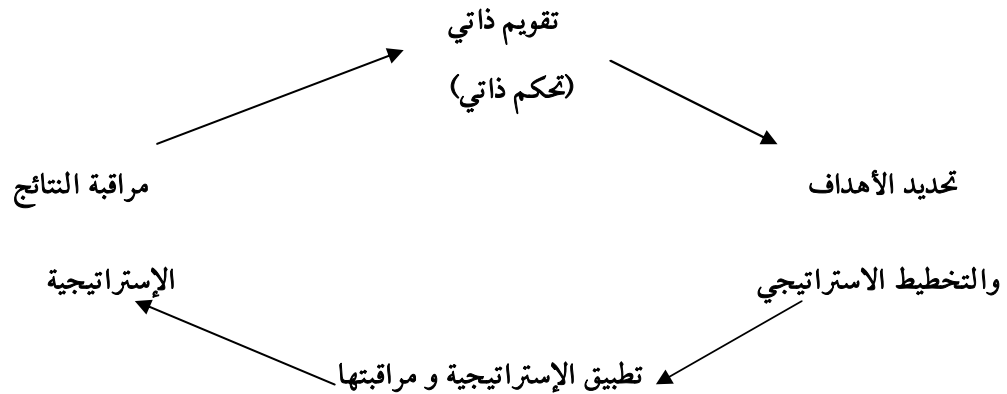 تقويم ذاتي
(تحكم ذاتي)
تحديد الأهداف
والتخطيط الاستراتيجي
تطبيق الإستراتيجية و مراقبتها
مراقبة النتائج
الإستراتيجية